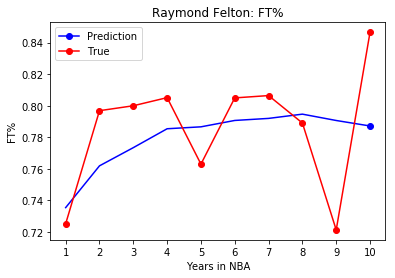 Raymond Felton: FT%
Prediction
True
FT%
0.84
0.82
0.80
0.78
0.76
0.74
0.72
1 2 3 4 5 6 7 8 9 10
Years in NBA